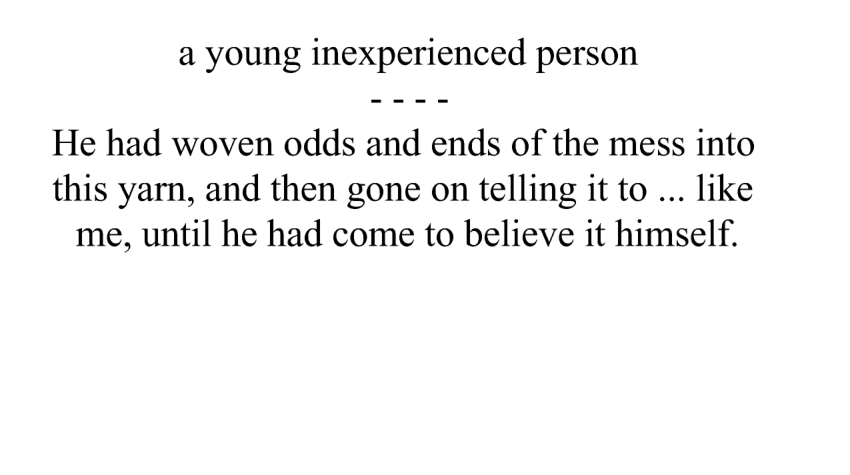 a young inexperienced person
- - - -
He had woven odds and ends of the mess into
this yarn, and then gone on telling it to ... like
me, until he had come to believe it himself.